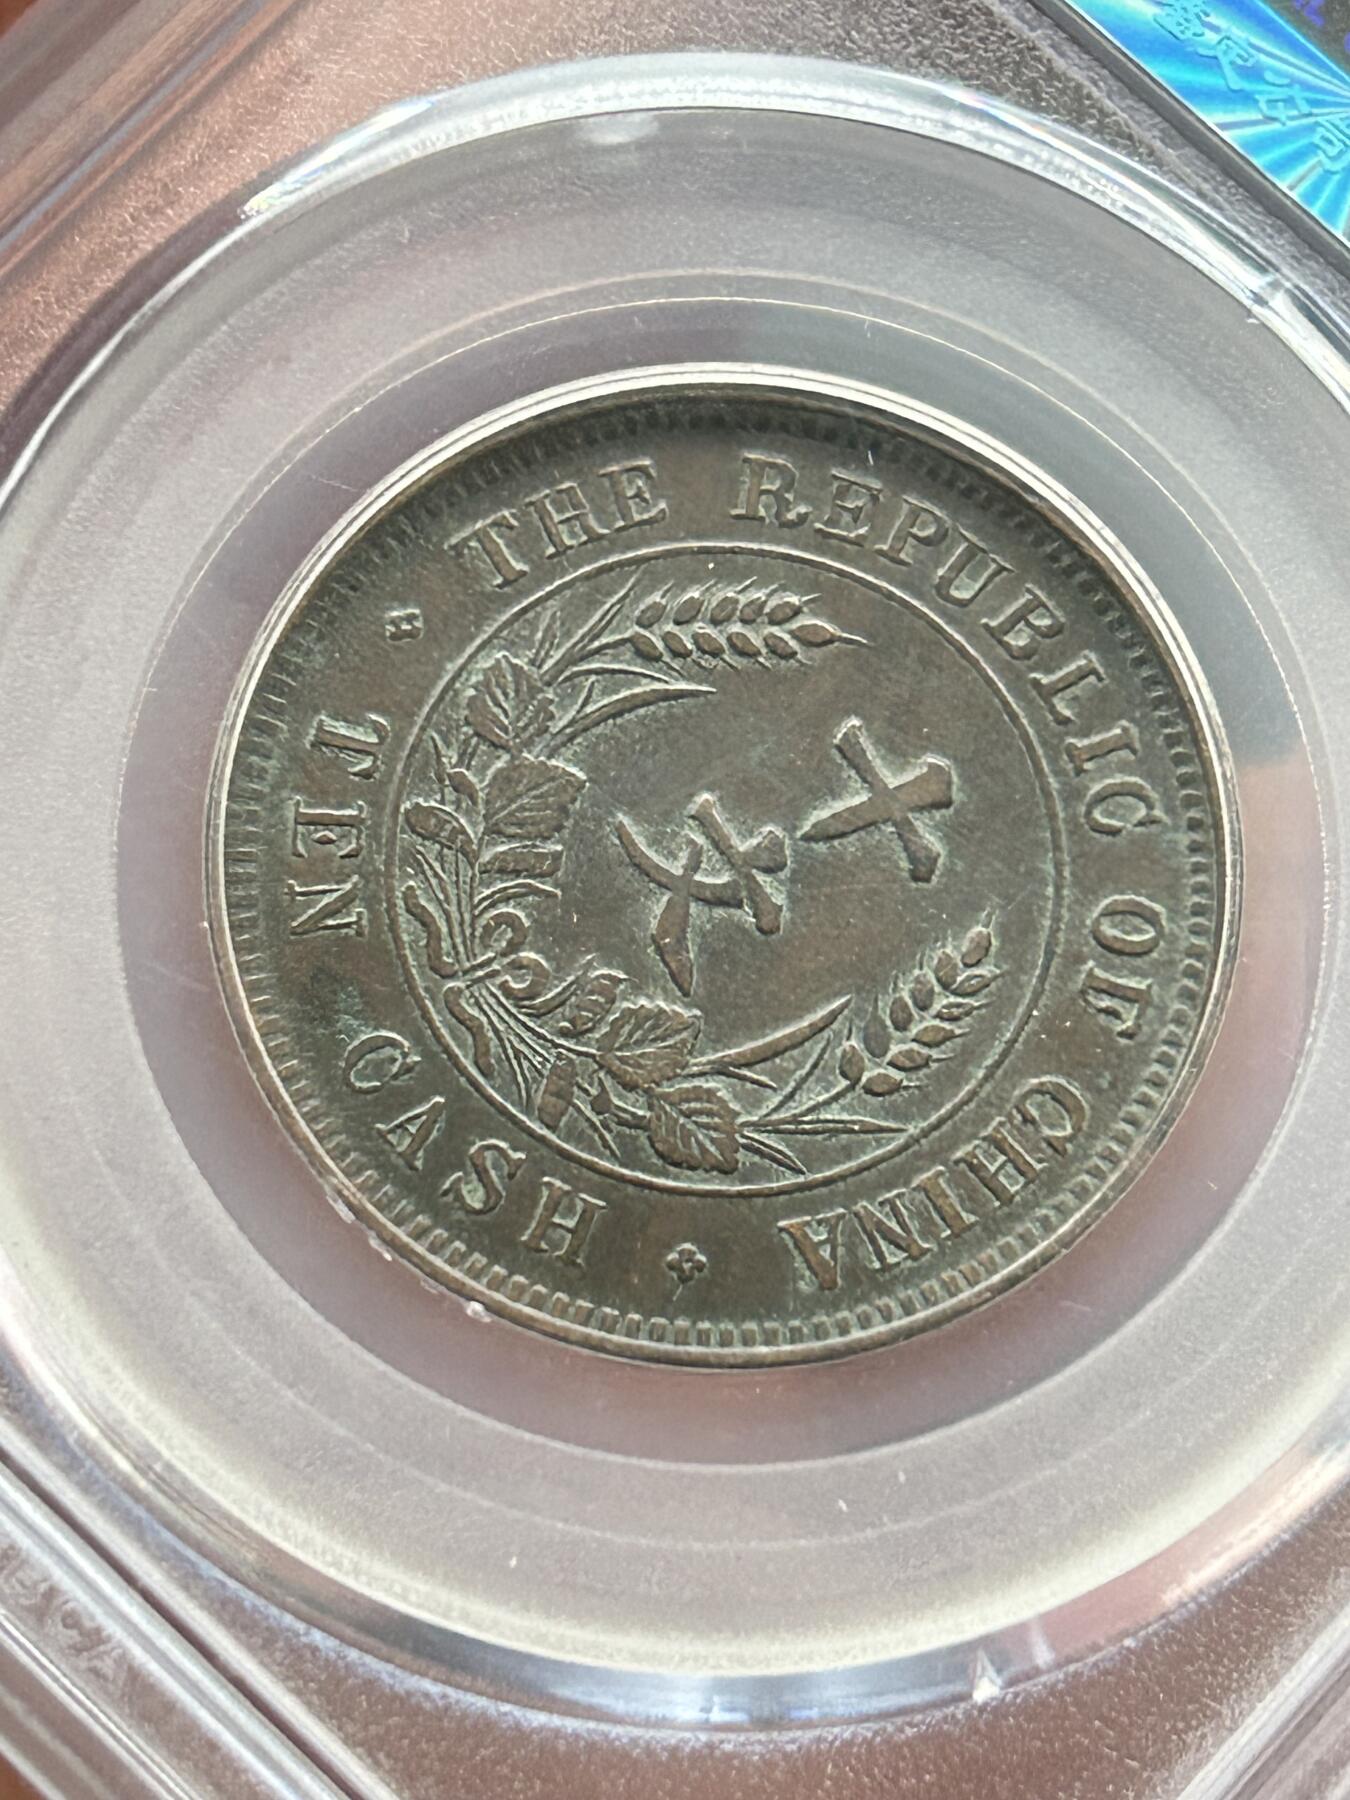 THE REPUBLIC OF CHINA
十文
TEN CASH